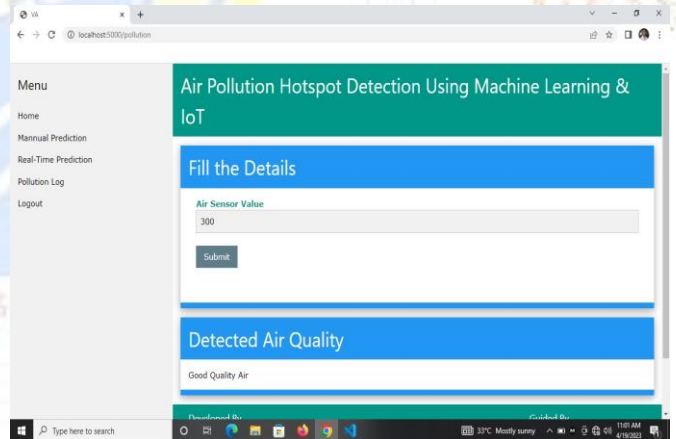 VA
localhost:5000/pollution
Menu
Home
Mannual Prediction
Real-Time Prediction
Pollution Log
Logout
Air Pollution Hotspot Detection Using Machine Learning &
IoT
Fill the Details
Air Sensor Value
300
Submit
Detected Air Quality
Good Quality Air
Developed By
Guided By
Type here to search
33°C Mostly sunny
11:01 AM
4/19/2023